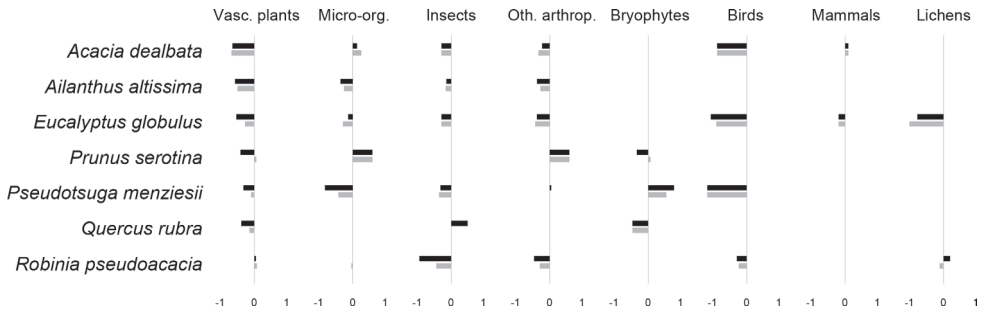 Vasc. plants Micro-org. Insects Oth. arthrop. Bryophytes Birds Mammals Lichens
Acacia dealbata
Ailanthus altissima
Eucalyptus globulus
Prunus serotina
Pseudotsuga menziesii
Quercus rubra
Robinia pseudoacacia
-1 0 1 -1 0 1 -1 0 1 -1 0 1 -1 0 1 -1 0 1 -1 0 1 -1 0 1